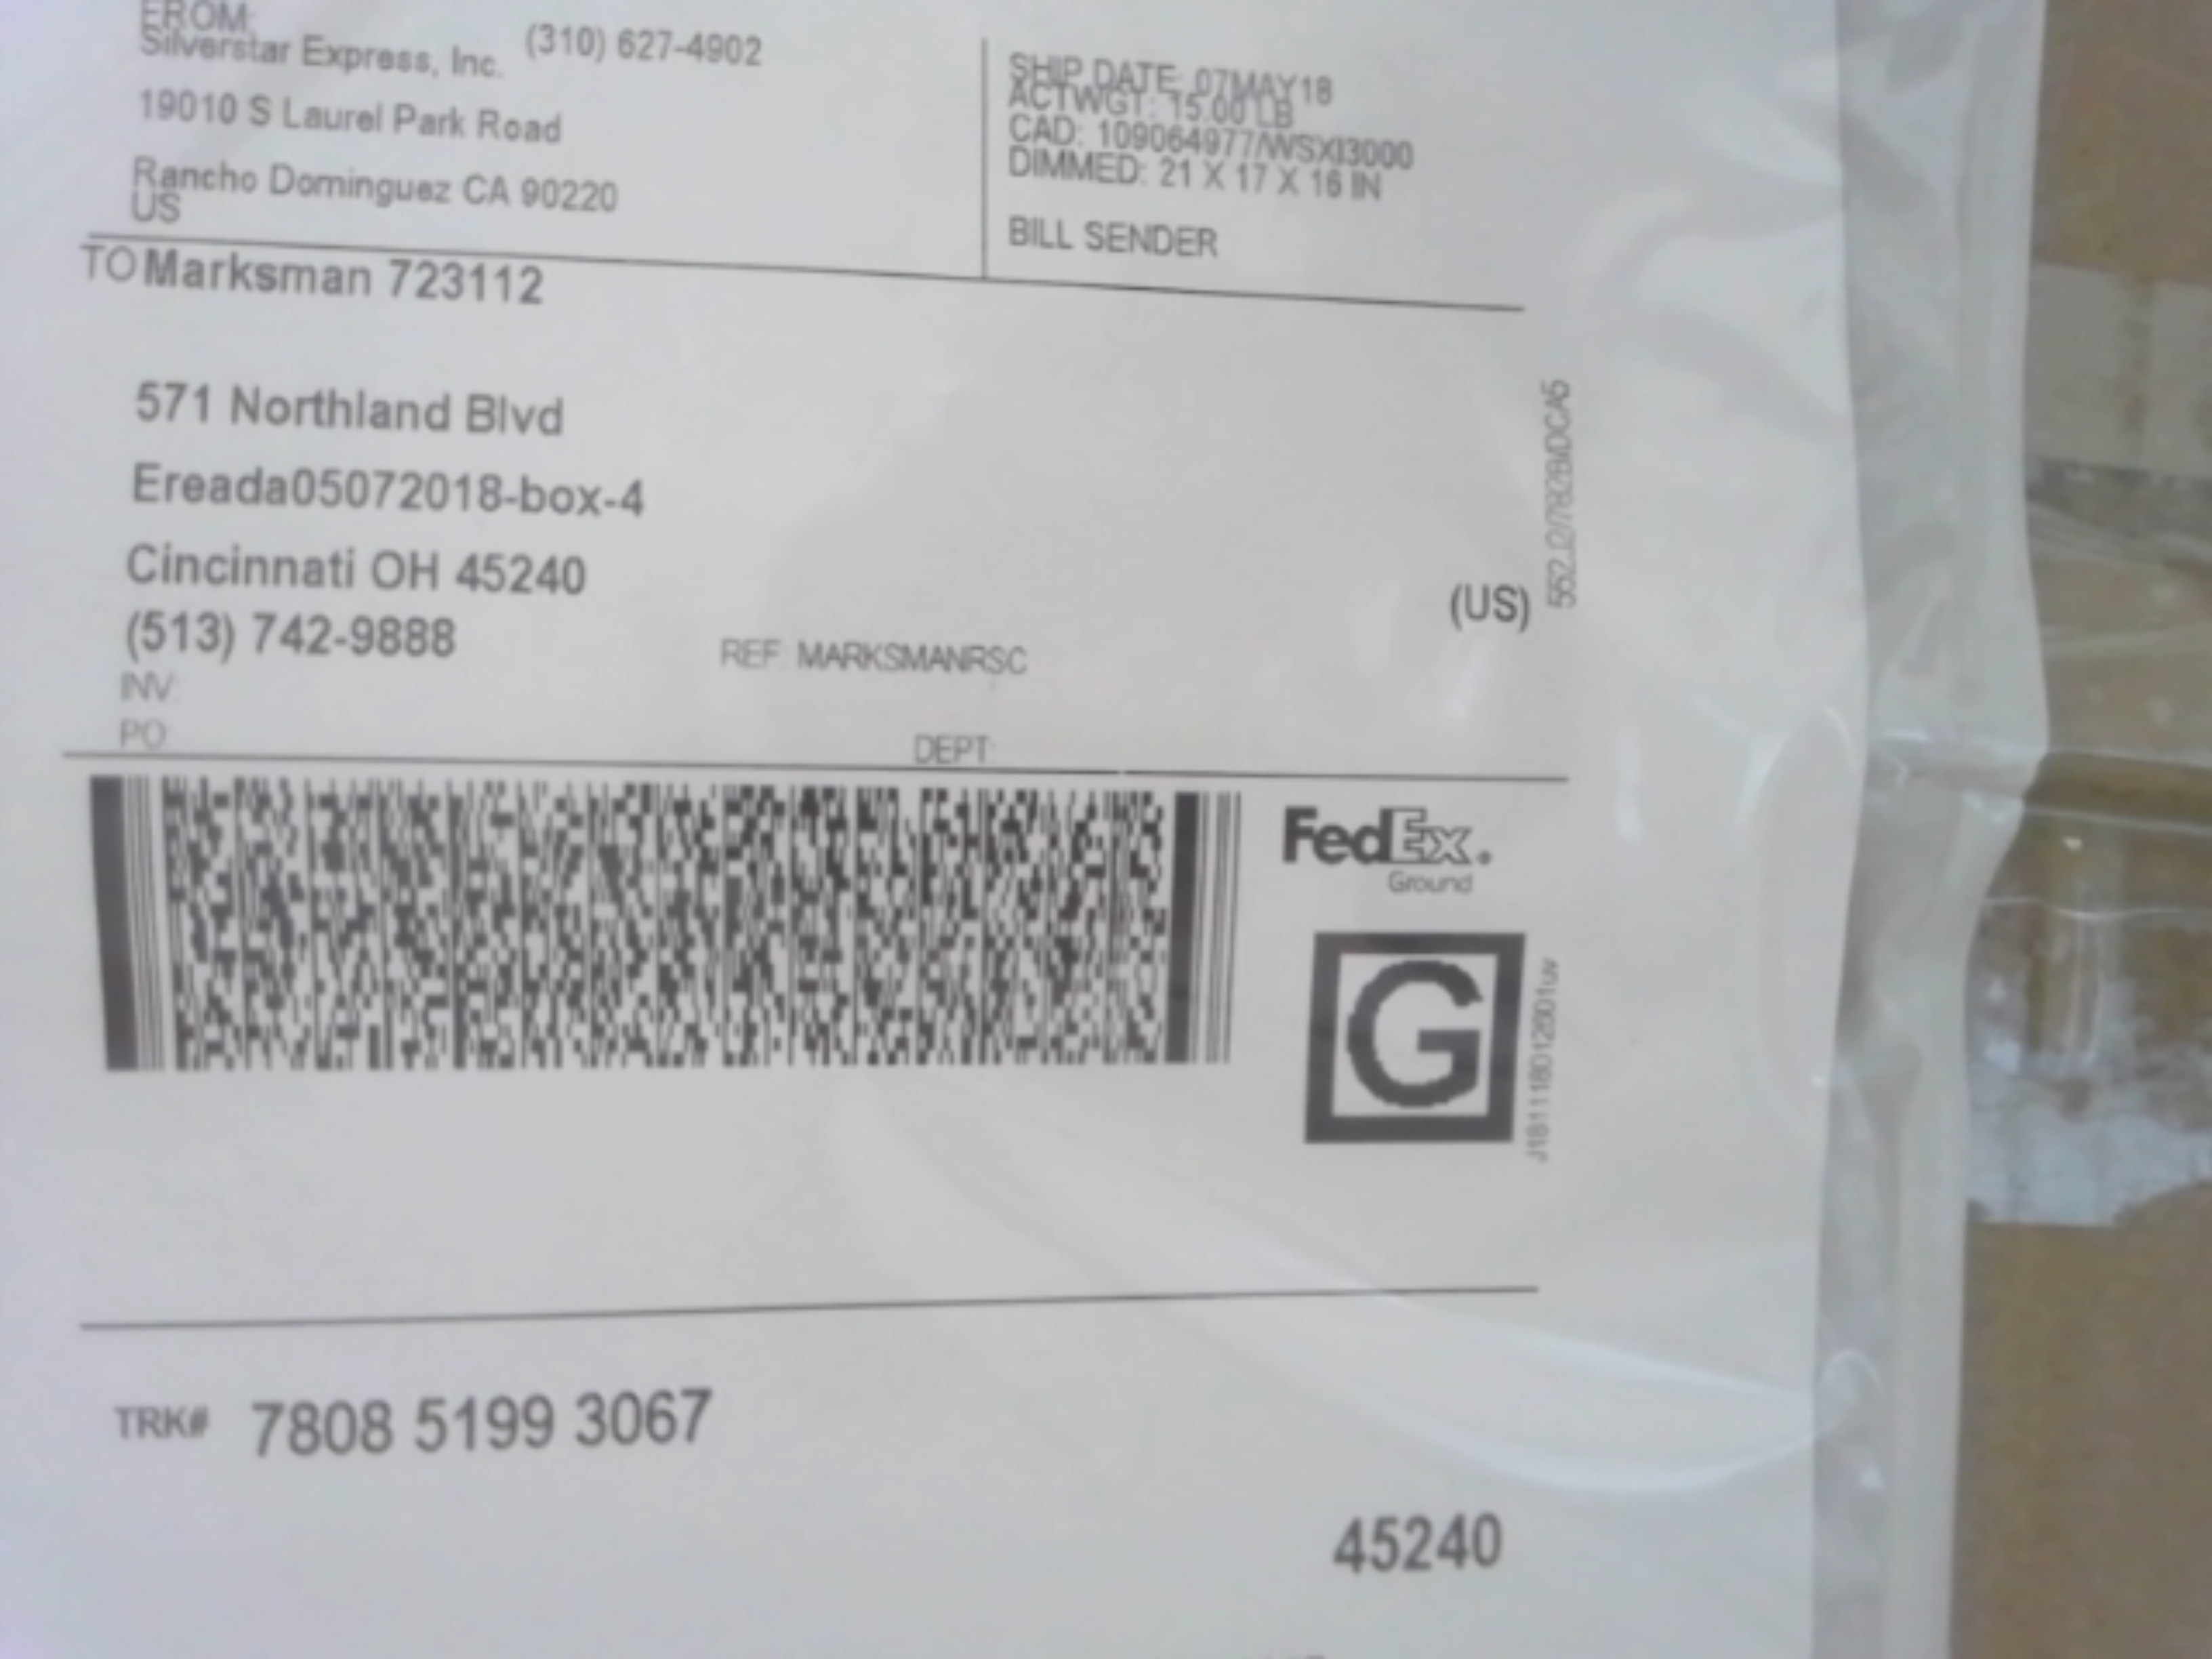 FROM:
Silverstar Express, Inc. (310) 627-4902
19010 S Laurel Park Road
Rancho Dominguez CA 90220
US
SHIP DATE: 07MAY18
ACTWGT: 15.00 LB
CAD: 109064977/WSXI3000
DIMMED: 21 X 17 X 16 IN
BILL SENDER
TO Marksman 723112
571 Northland Blvd
Ereada05072018-box-4
Cincinnati OH 45240
(US)
(513) 742-9888
REF: MARKSMANRSC
INV:
PO:
DEPT:
FedEx.
Ground
G
TRK# 7808 5199 3067
45240